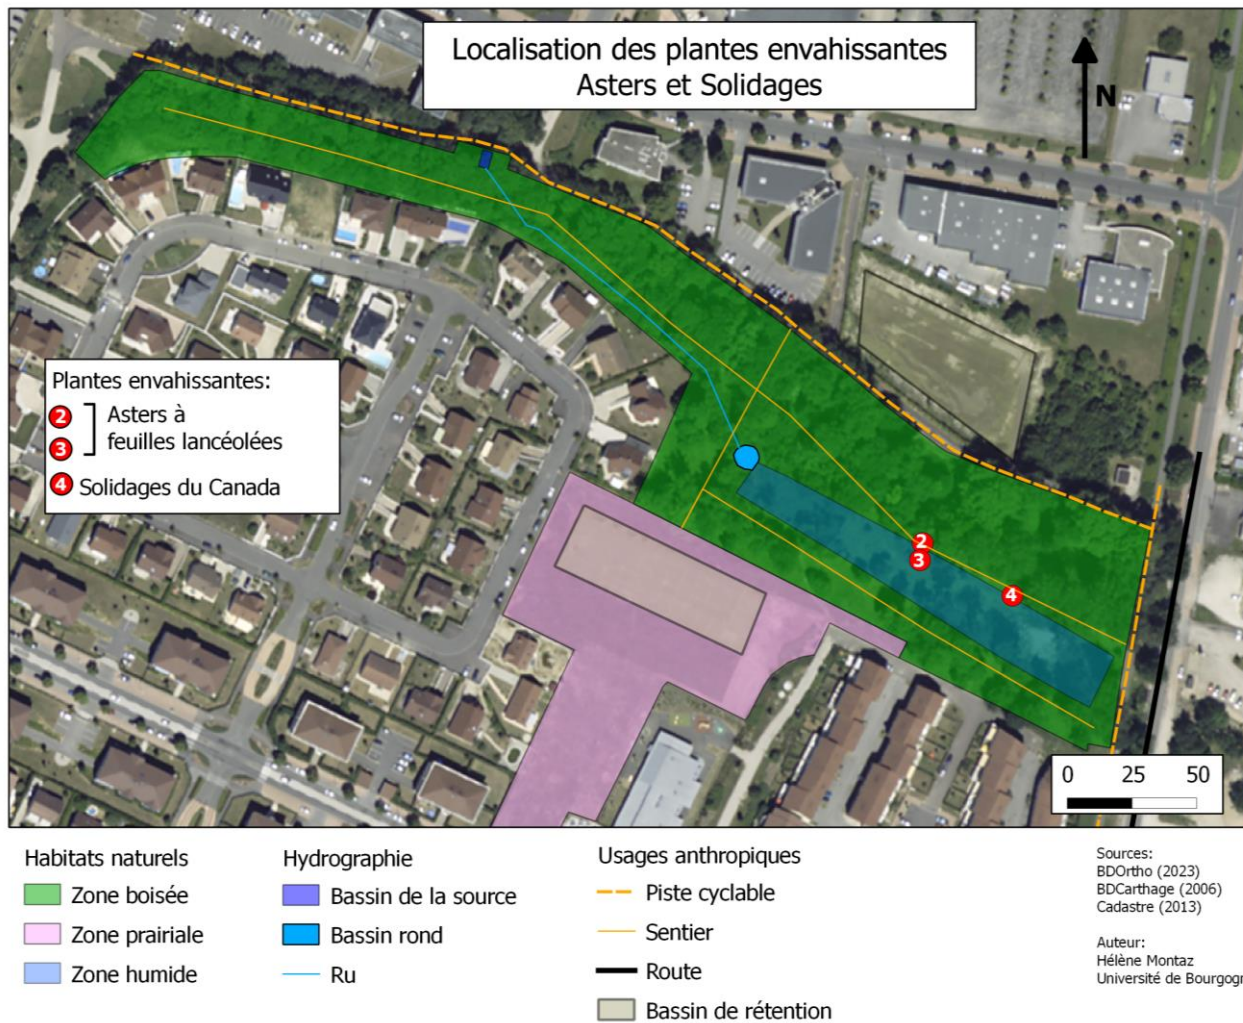 Localisation des plantes envahissantes
Asters et Solidages
N
Plantes envahissantes:
2 Asters à
3 feuilles lancéolées
4 Solidages du Canada
2
3
4
0 25 50
Habitats naturels
Zone boisée
Zone prairiale
Zone humide
Hydrographie
Bassin de la source
Bassin rond
Ru
Usages anthropiques
Piste cyclable
Sentier
Route
Bassin de rétention
Sources:
BDOrtho (2023)
BDCarthage (2006)
Cadastre (2013)
Auteur:
Hélène Montaz
Université de Bourgogn